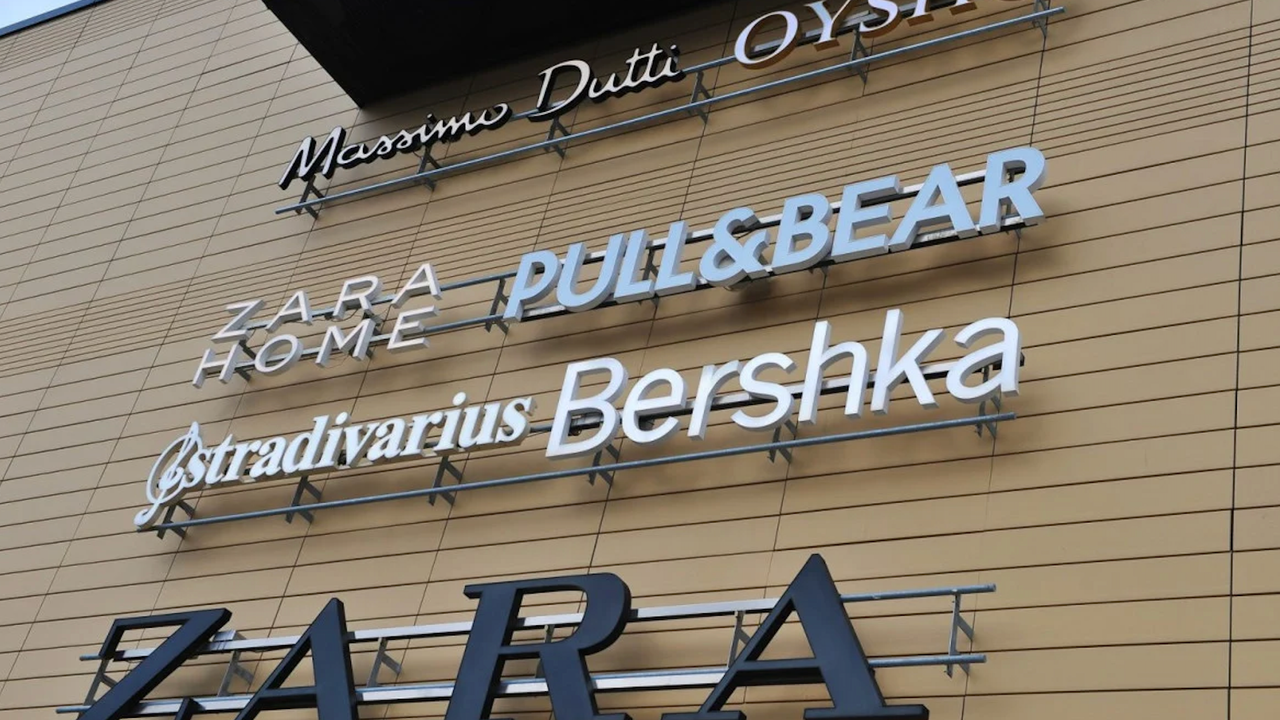 Massimo Dutti
ZARA HOME PULL&BEAR
stradivarius Bershka
ZARA